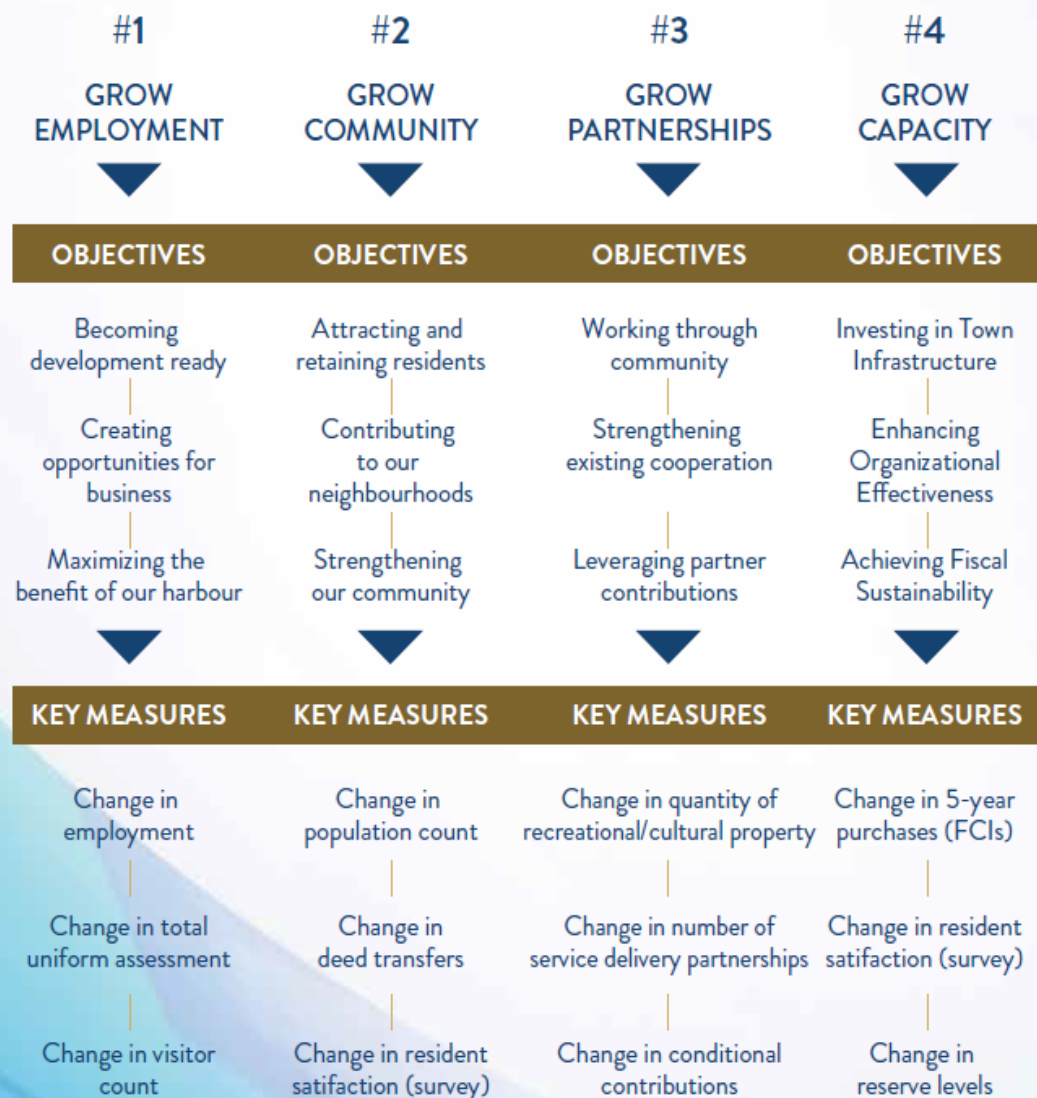 #1
GROW
EMPLOYMENT
OBJECTIVES
Becoming
development ready
Creating
opportunities for
business
Maximizing the
benefit of our harbour
KEY MEASURES
Change in
employment
Change in total
uniform assessment
Change in visitor
count
#2
GROW
COMMUNITY
OBJECTIVES
Attracting and
retaining residents
Contributing
to our
neighbourhoods
Strengthening
our community
KEY MEASURES
Change in
population count
Change in
deed transfers
Change in resident
satifaction (survey)
#3
GROW
PARTNERSHIPS
OBJECTIVES
Working through
community
Strengthening
existing cooperation
Leveraging partner
contributions
KEY MEASURES
Change in quantity of
recreational/cultural property
Change in number of
service delivery partnerships
Change in conditional
contributions
#4
GROW
CAPACITY
OBJECTIVES
Investing in Town
Infrastructure
Enhancing
Organizational
Effectiveness
Achieving Fiscal
Sustainability
KEY MEASURES
Change in 5-year
purchases (FCIs)
Change in resident
satifaction (survey)
Change in
reserve levels